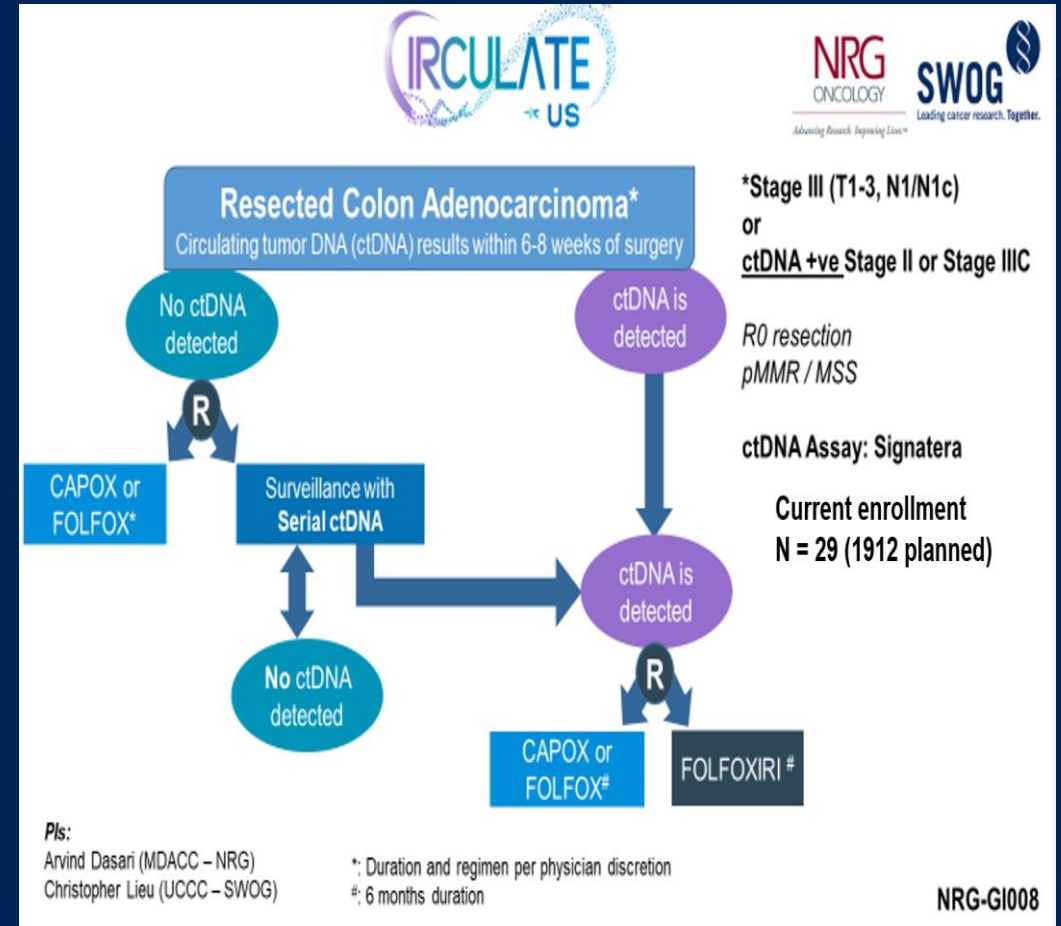 CIRCULATE
US
NRG
ONCOLOGY
Advancing Research. Improving Lives.™
SWOG
Leading cancer research. Together.
Resected Colon Adenocarcinoma*
Circulating tumor DNA (ctDNA) results within 6-8 weeks of surgery
No ctDNA
detected
ctDNA is
detected
R
CAPOX or
FOLFOX*
Surveillance with
Serial ctDNA
No ctDNA
detected
ctDNA is
detected
R
CAPOX or
FOLFOX#
FOLFOXIRI #
*Stage III (T1-3, N1/N1c)
or
ctDNA +ve Stage II or Stage IIIC
R0 resection
pMMR / MSS
ctDNA Assay: Signatera
Current enrollment
N = 29 (1912 planned)
PIs:
Arvind Dasari (MDACC – NRG)
Christopher Lieu (UCCC – SWOG)
*: Duration and regimen per physician discretion
#: 6 months duration
NRG-GI008